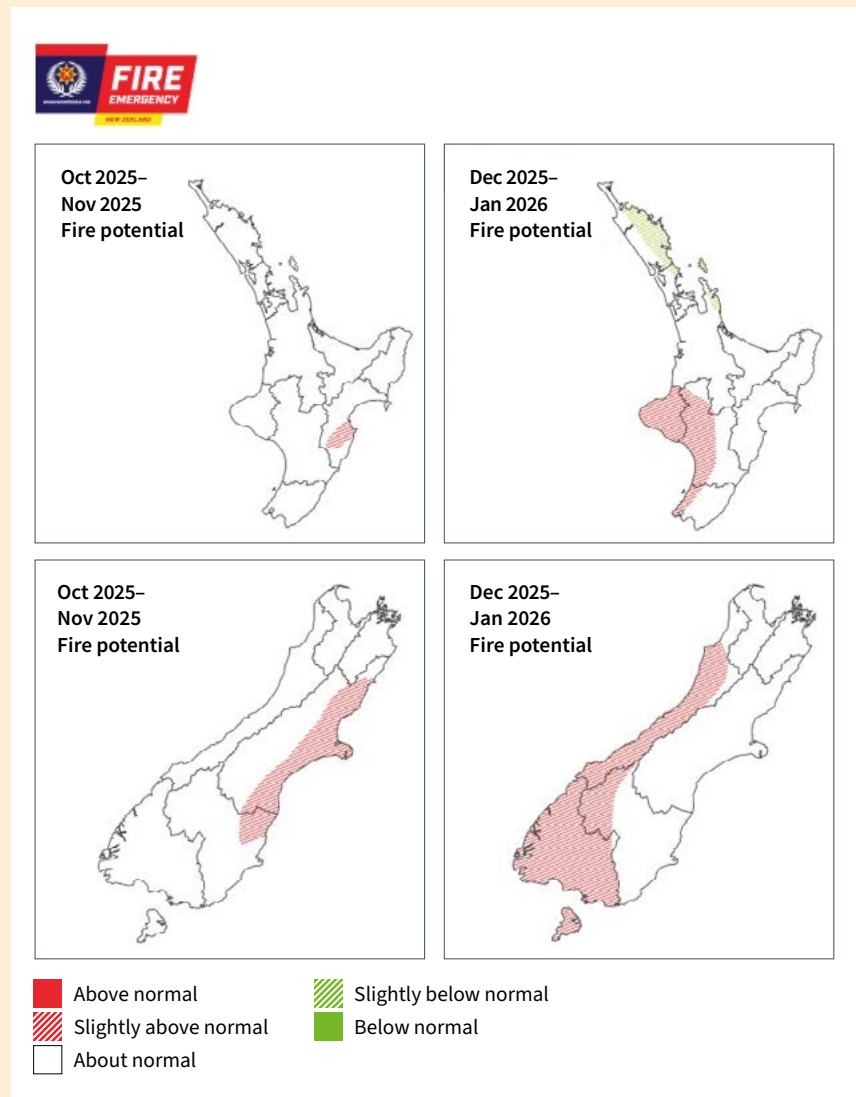 FIRE
EMERGENCY
NEW ZEALAND
Oct 2025–
Nov 2025
Fire potential
Dec 2025–
Jan 2026
Fire potential
Oct 2025–
Nov 2025
Fire potential
Dec 2025–
Jan 2026
Fire potential
Above normal
Slightly above normal
About normal
Slightly below normal
Below normal